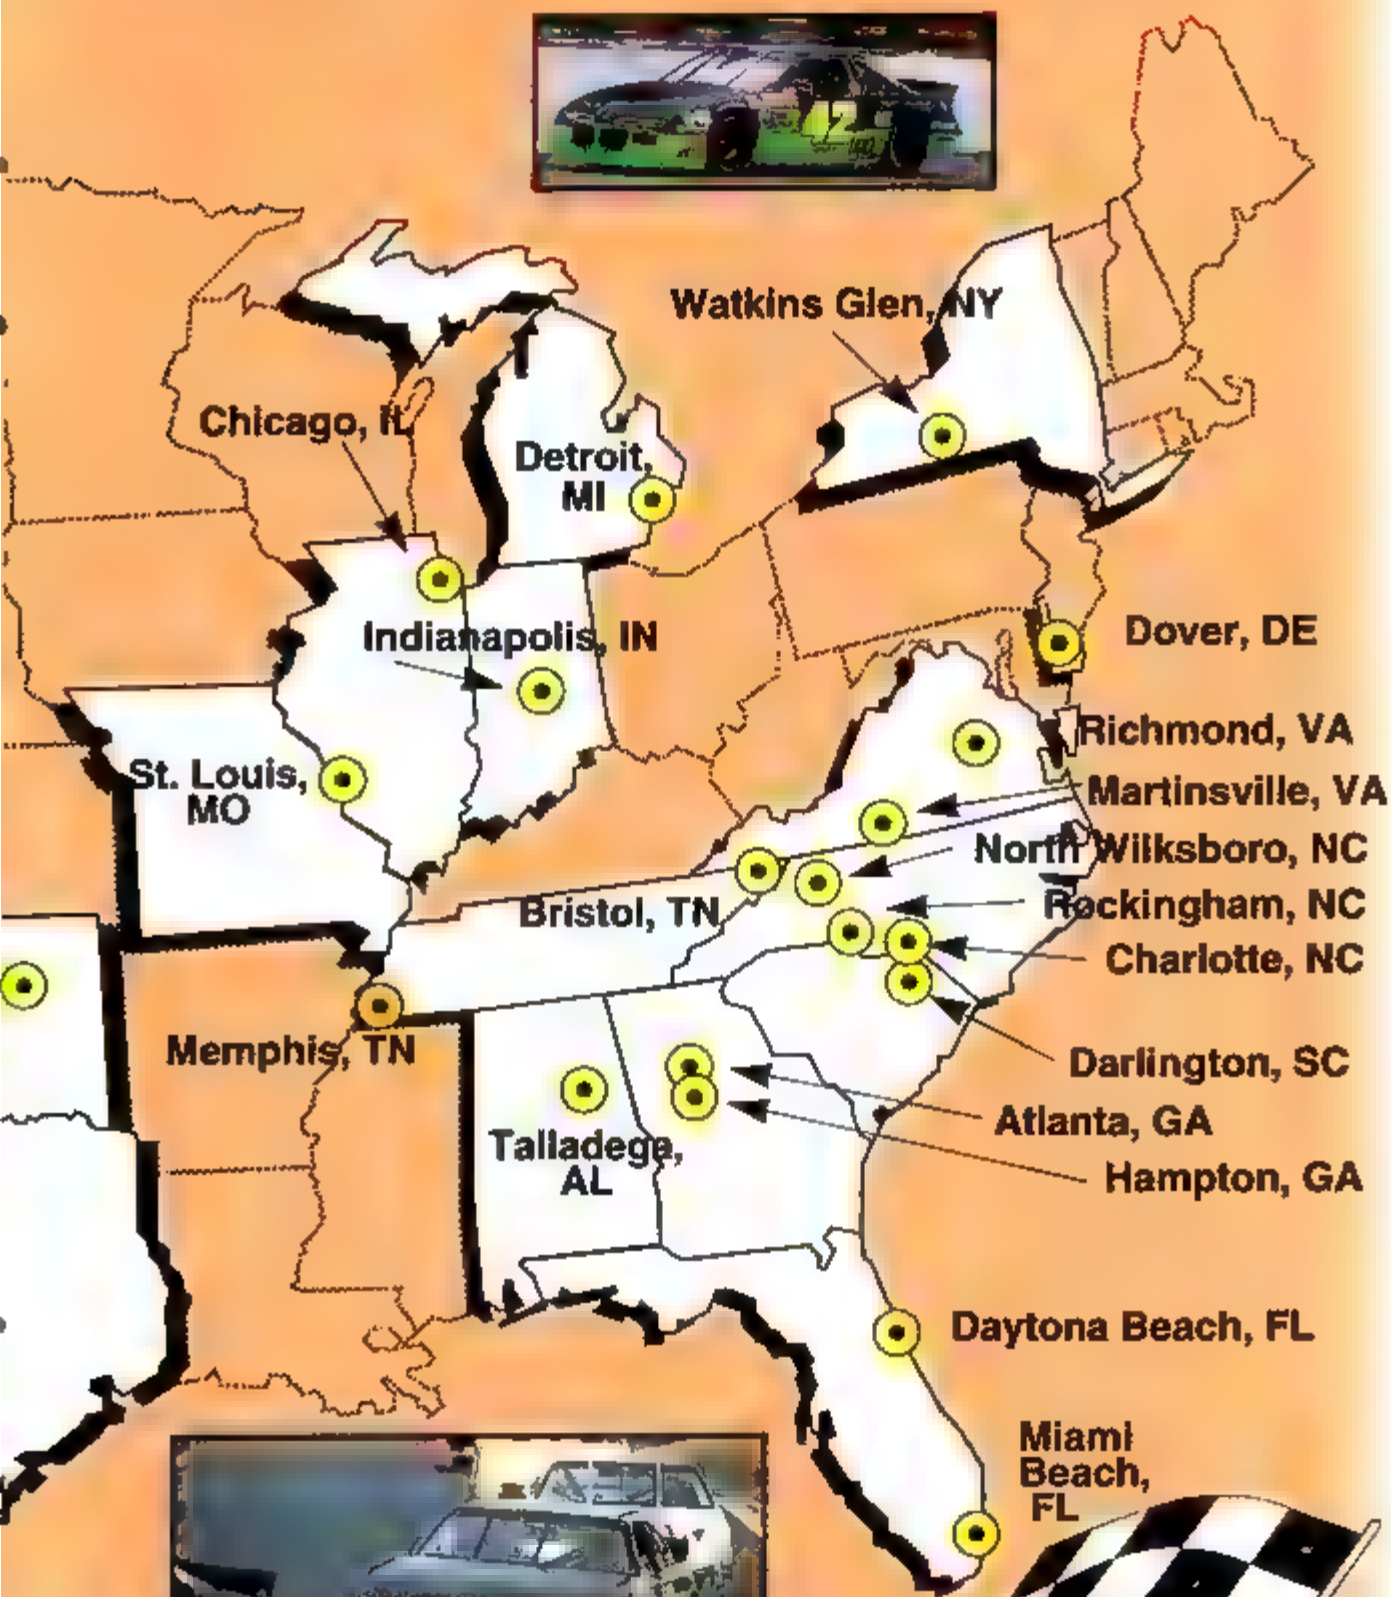 42
Watkins Glen, NY
Chicago, IL
Detroit,
MI
Indianapolis, IN
Dover, DE
Richmond, VA
St. Louis,
MO
Martinsville, VA
North Wilksboro, NC
Bristol, TN
Rockingham, NC
Charlotte, NC
Memphis, TN
Darlington, SC
Atlanta, GA
Talladega,
AL
Hampton, GA
Daytona Beach, FL
Miami
Beach,
FL